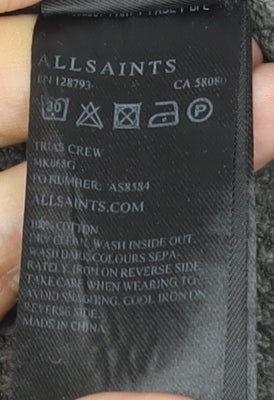 ALLSAINTS
RN 128793 CA 58080
30 P
TRIAS CREW
MK068G
PO NUMBER: AS8584
ALLSAINTS.COM
100% COTTON
DRY CLEAN. WASH INSIDE OUT.
WASH DARK COLOURS SEPA-
RATELY. IRON ON REVERSE SIDE.
TAKE CARE WHEN WEARING TO
AVOID SNAGGING. COOL IRON ON
REVERSE SIDE.
MADE IN CHINA